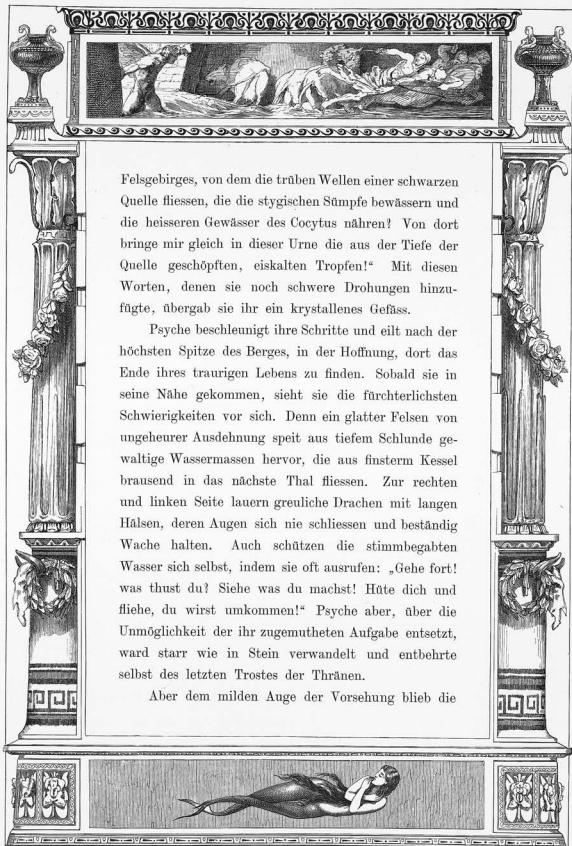 Felsgebirges, von dem die trüben Wellen einer schwarzen
Quelle fliessen, die die stygischen Sümpfe bewässern und
die heisseren Gewässer des Cocytus nähren? Von dort
bringe mir gleich in dieser Urne die aus der Tiefe der
Quelle geschöpften, eiskalten Tropfen!“ Mit diesen
Worten, denen sie noch schwere Drohungen hinzu-
fügte, übergab sie ihr ein krystallenes Gefäss.
Psyche beschleunigt ihre Schritte und eilt nach der
höchsten Spitze des Berges, in der Hoffnung, dort das
Ende ihres traurigen Lebens zu finden. Sobald sie in
seine Nähe gekommen, sieht sie die fürchterlichsten
Schwierigkeiten vor sich. Denn ein glatter Felsen von
ungeheurer Ausdehnung speit aus tiefem Schlunde ge-
waltige Wassermassen hervor, die aus finsterm Kessel
brausend in das nächste Thal fliessen. Zur rechten
und linken Seite lauern greuliche Drachen mit langen
Hälsen, deren Augen sich nie schliessen und beständig
Wache halten. Auch schützen die stimmbegabten
Wasser sich selbst, indem sie oft ausrufen: „Gehe fort!
was thust du? Siehe was du machst! Hüte dich und
fliehe, du wirst umkommen!“ Psyche aber, über die
Unmöglichkeit der ihr zugemutheten Aufgabe entsetzt,
ward starr wie in Stein verwandelt und entbehrte
selbst des letzten Trostes der Thränen.
Aber dem milden Auge der Vorsehung blieb die